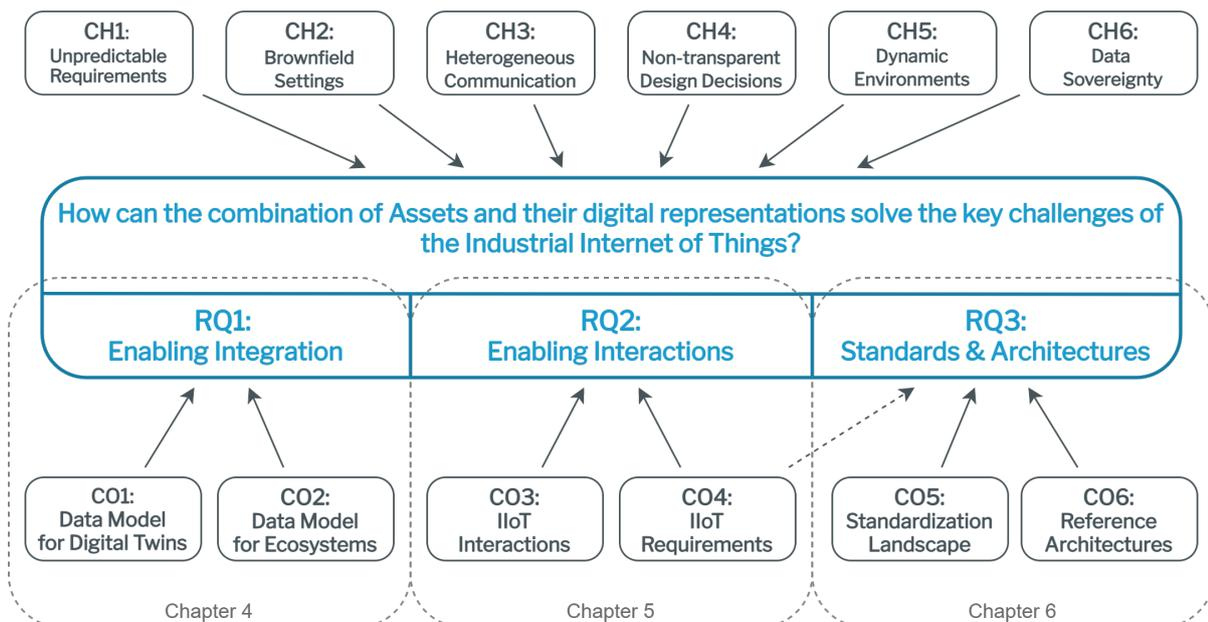 CH1:
Unpredictable
Requirements
CH2:
Brownfield
Settings
CH3:
Heterogeneous
Communication
CH4:
Non-transparent
Design Decisions
CH5:
Dynamic
Environments
CH6:
Data
Sovereignty
How can the combination of Assets and their digital representations solve the key challenges of
the Industrial Internet of Things?
RQ1:
Enabling Integration
RQ2:
Enabling Interactions
RQ3:
Standards & Architectures
CO1:
Data Model
for Digital Twins
CO2:
Data Model
for Ecosystems
CO3:
IIoT
Interactions
CO4:
IIoT
Requirements
CO5:
Standardization
Landscape
CO6:
Reference
Architectures
Chapter 4
Chapter 5
Chapter 6